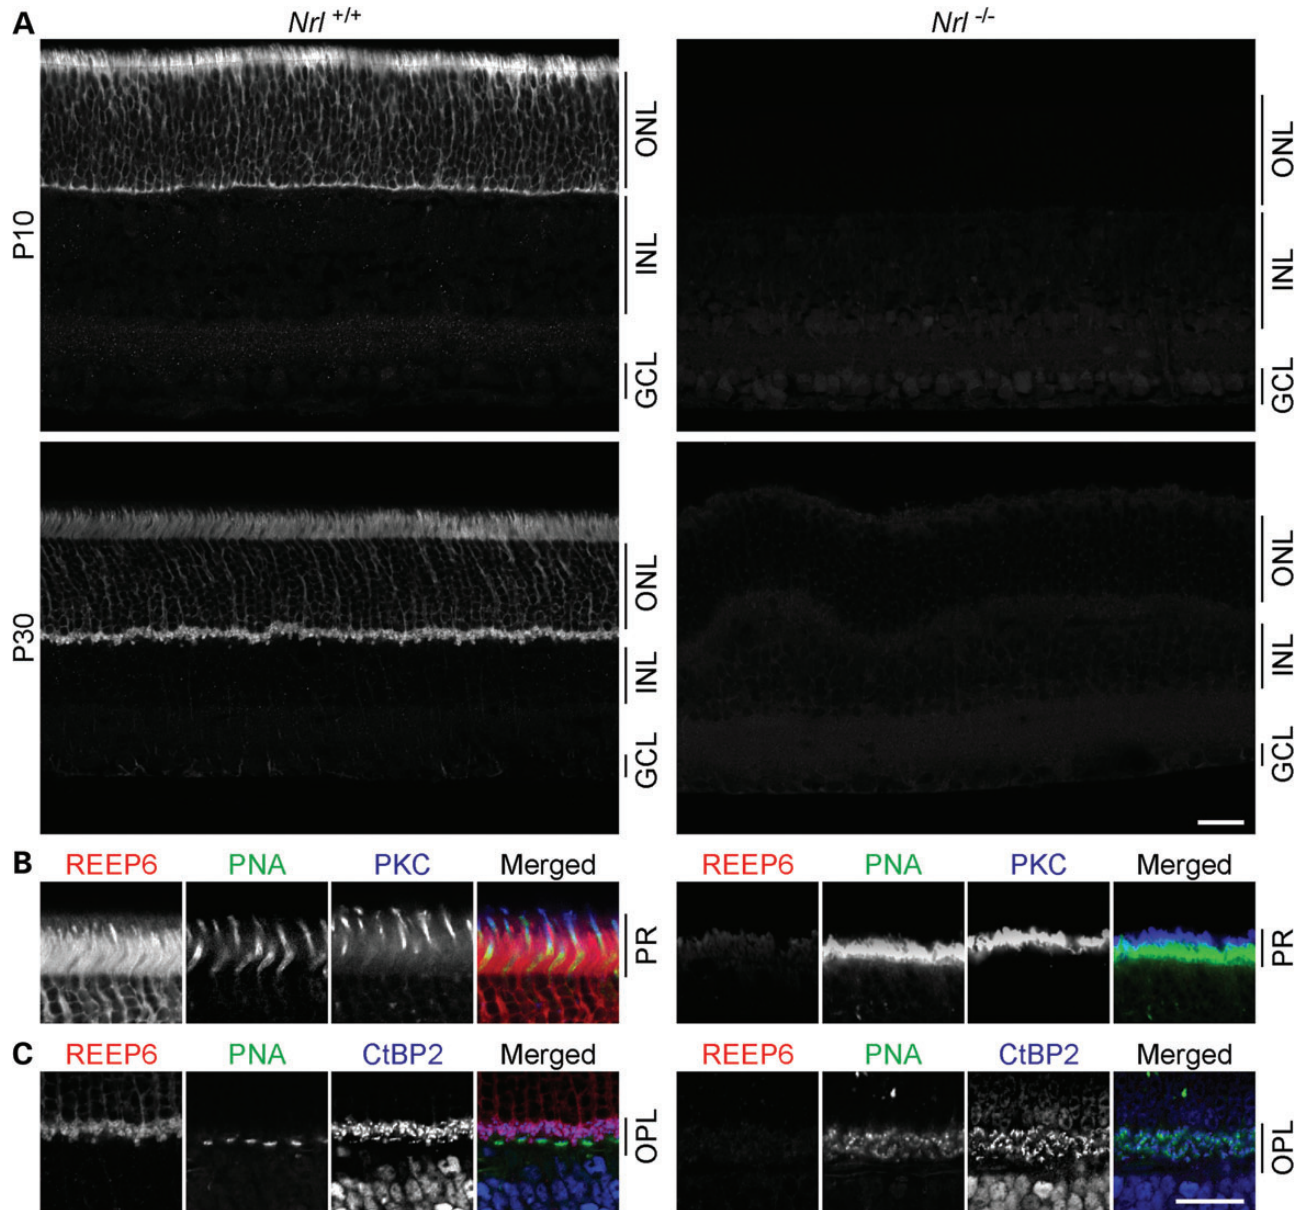 A
Nrl +/+
Nrl -/-
P10
ONL
INL
GCL
ONL
INL
GCL
P30
ONL
INL
GCL
ONL
INL
GCL
B
REEP6 PNA PKC Merged
PR
REEP6 PNA PKC Merged
PR
C
REEP6 PNA CtBP2 Merged
OPL
REEP6 PNA CtBP2 Merged
OPL